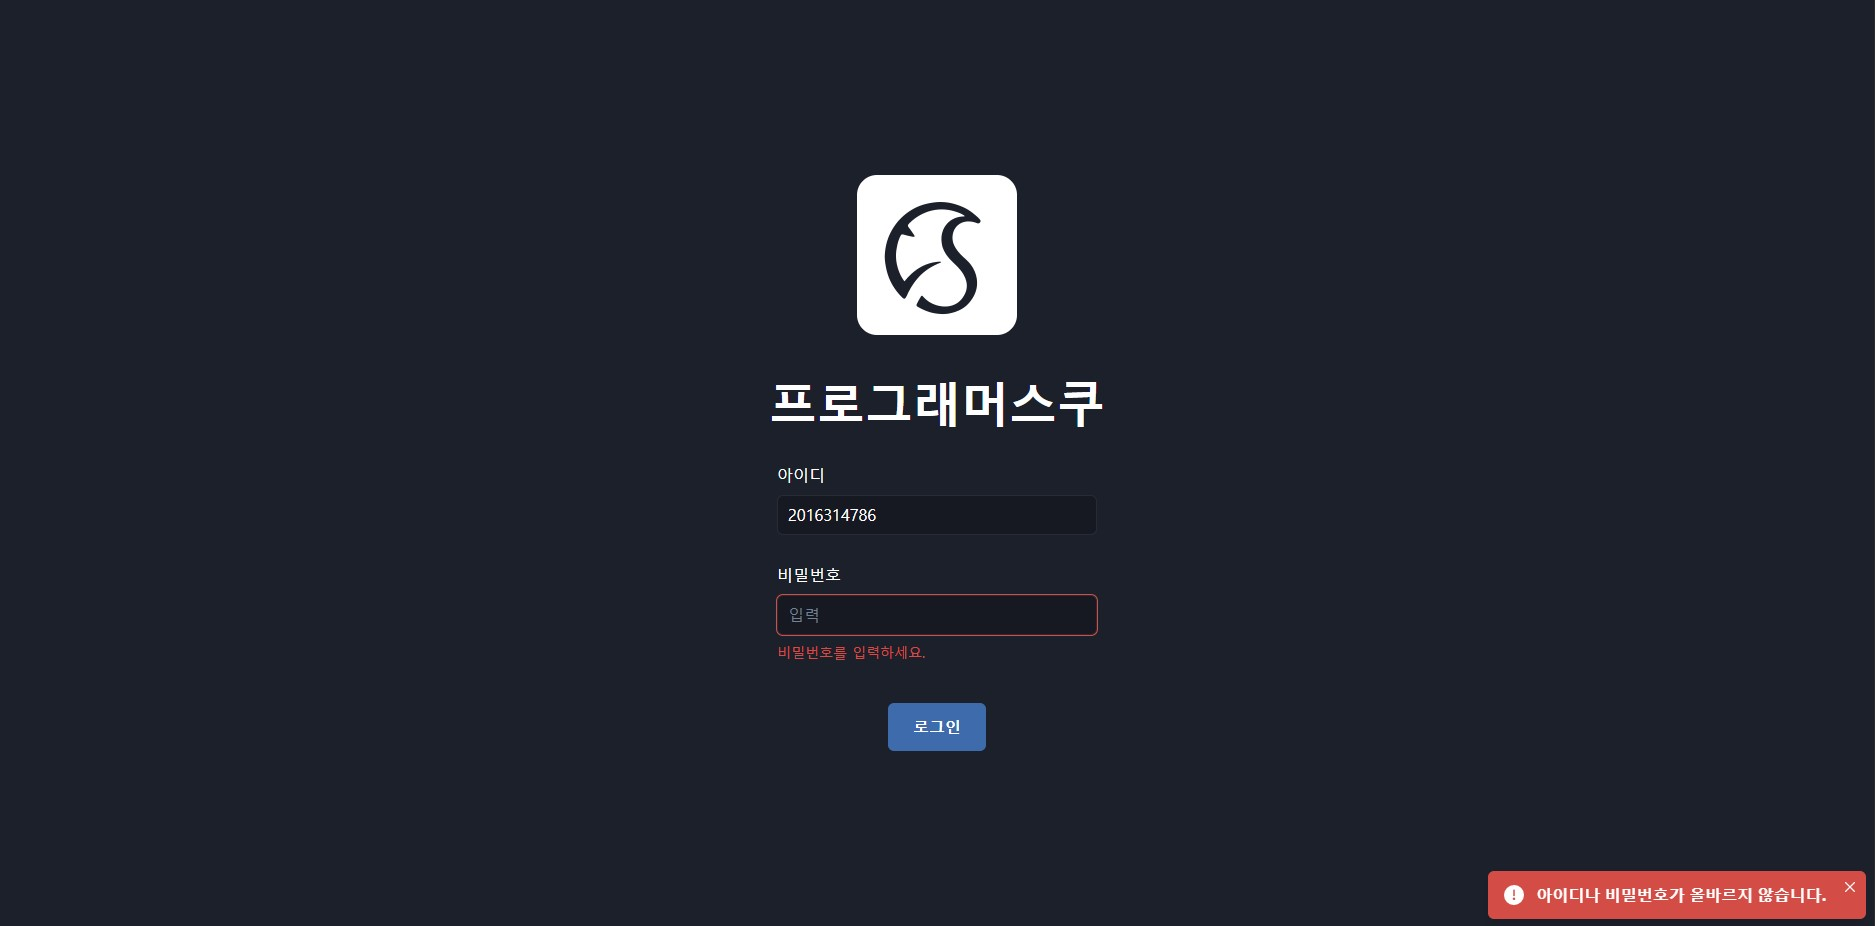 프로그래머스쿠
아이디
2016314786
비밀번호
입력
비밀번호를 입력하세요.
로그인
아이디나 비밀번호가 올바르지 않습니다.